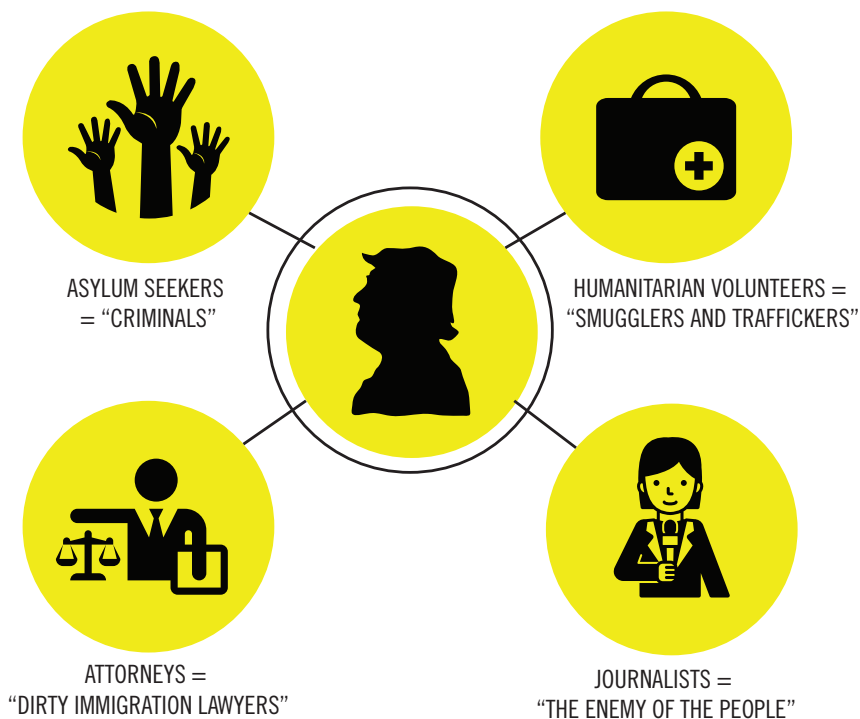 ASYLUM SEEKERS
= “CRIMINALS”
HUMANITARIAN VOLUNTEERS =
“SMUGGLERS AND TRAFFICKERS”
ATTORNEYS =
“DIRTY IMMIGRATION LAWYERS”
JOURNALISTS =
“THE ENEMY OF THE PEOPLE”